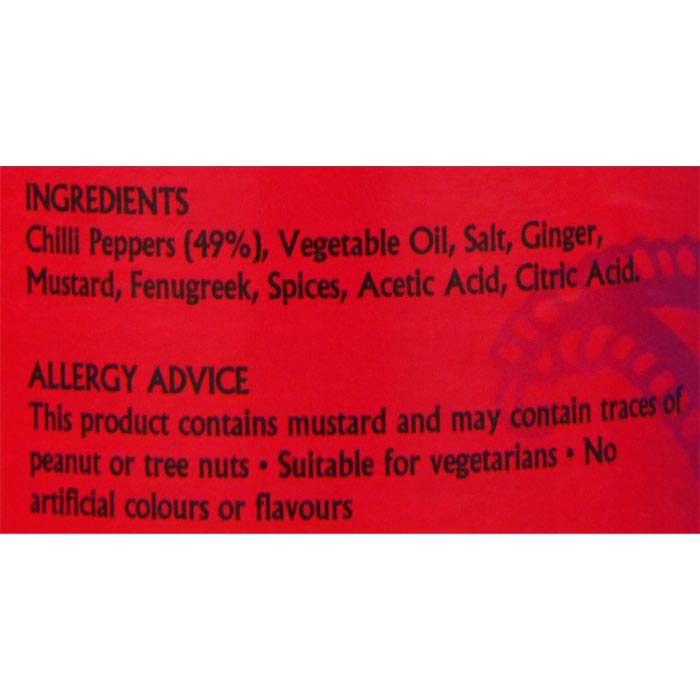 INGREDIENTS
Chilli Peppers (49%), Vegetable Oil, Salt, Ginger,
Mustard, Fenugreek, Spices, Acetic Acid, Citric Acid.
ALLERGY ADVICE
This product contains mustard and may contain traces of
peanut or tree nuts • Suitable for vegetarians • No
artificial colours or flavours